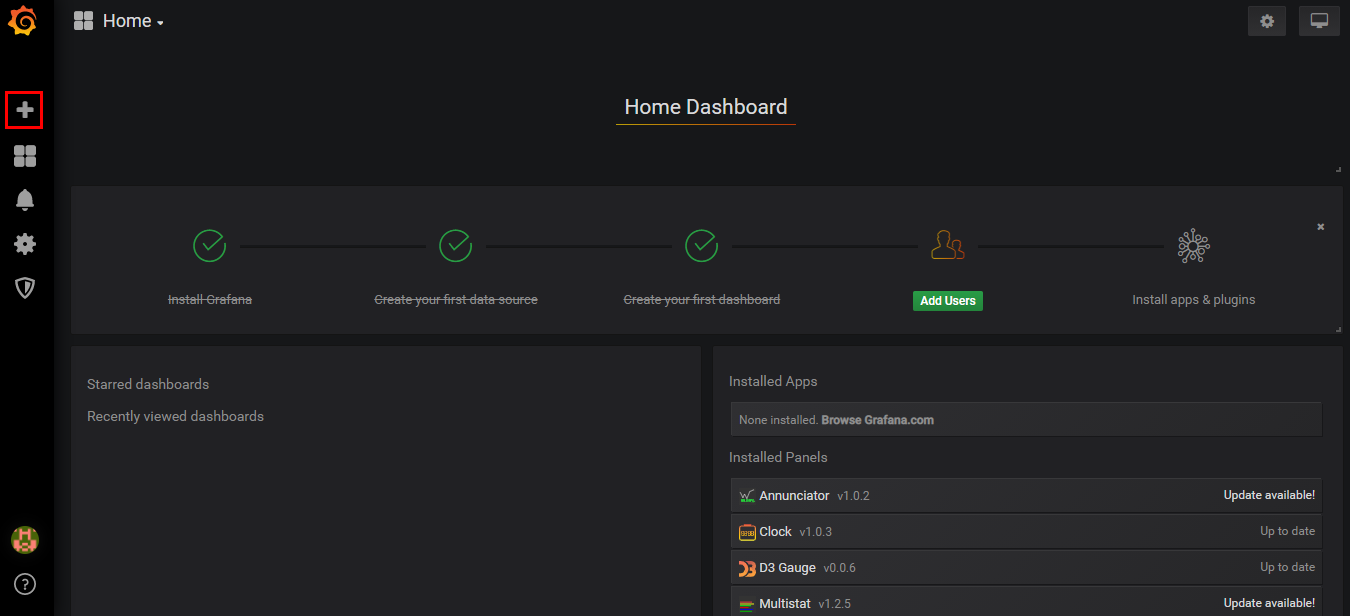 Home
Home Dashboard
Install Grafana
Create your first data source
Create your first dashboard
Add Users
Install apps & plugins
Starred dashboards
Recently viewed dashboards
Installed Apps
None installed. Browse Grafana.com
Installed Panels
Annunciator v1.0.2 Update available!
Clock v1.0.3 Up to date
D3 Gauge v0.0.6 Up to date
Multistat v1.2.5 Update available!